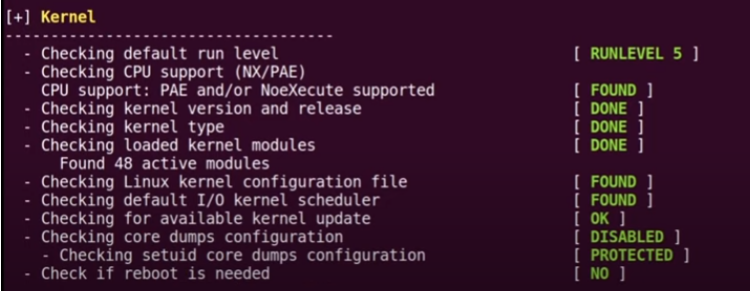 [+] Kernel
------------------------------------
- Checking default run level [ RUNLEVEL 5 ]
- Checking CPU support (NX/PAE)
CPU support: PAE and/or NoeXecute supported [ FOUND ]
- Checking kernel version and release [ DONE ]
- Checking kernel type [ DONE ]
- Checking loaded kernel modules [ DONE ]
Found 48 active modules
- Checking Linux kernel configuration file [ FOUND ]
- Checking default I/O kernel scheduler [ FOUND ]
- Checking for available kernel update [ OK ]
- Checking core dumps configuration [ DISABLED ]
- Checking setuid core dumps configuration [ PROTECTED ]
- Check if reboot is needed [ NO ]